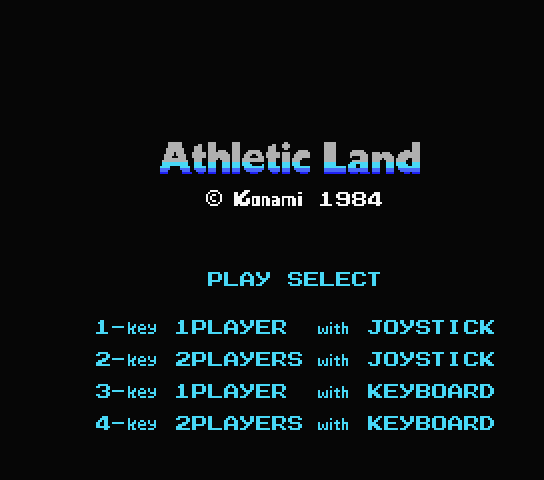 Athletic Land
© Konami 1984
PLAY SELECT
1-key 1PLAYER with JOYSTICK
2-key 2PLAYERS with JOYSTICK
3-key 1PLAYER with KEYBOARD
4-key 2PLAYERS with KEYBOARD